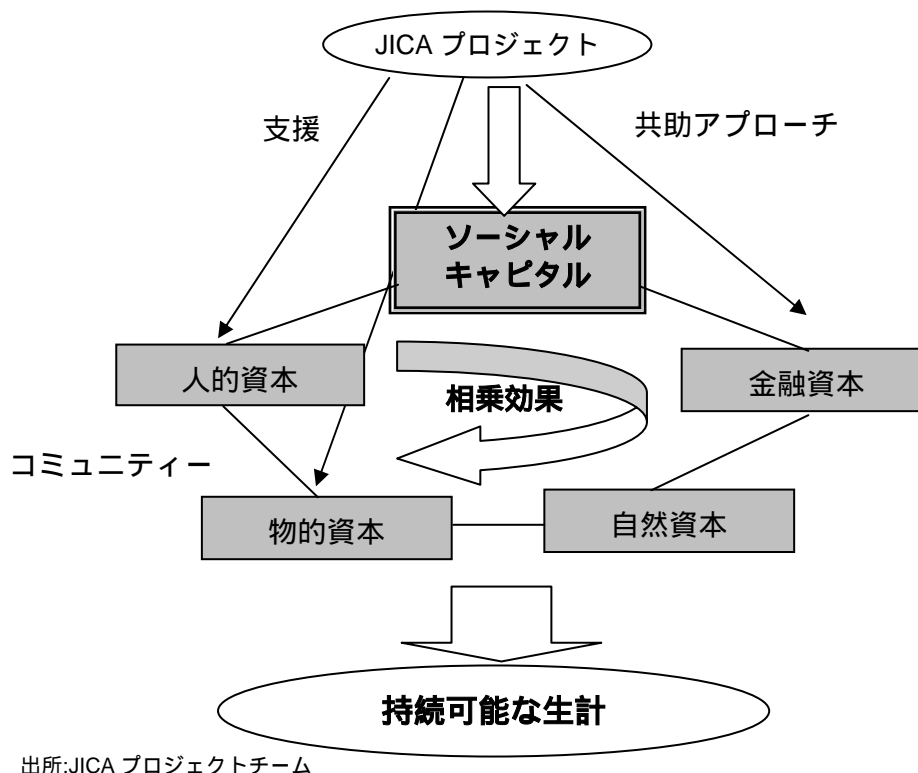 JICA プロジェクト
支援
共助アプローチ
ソーシャル
キャピタル
人的資本
金融資本
相乗効果
コミュニティー
物的資本
自然資本
持続可能な生計
出所:JICA プロジェクトチーム